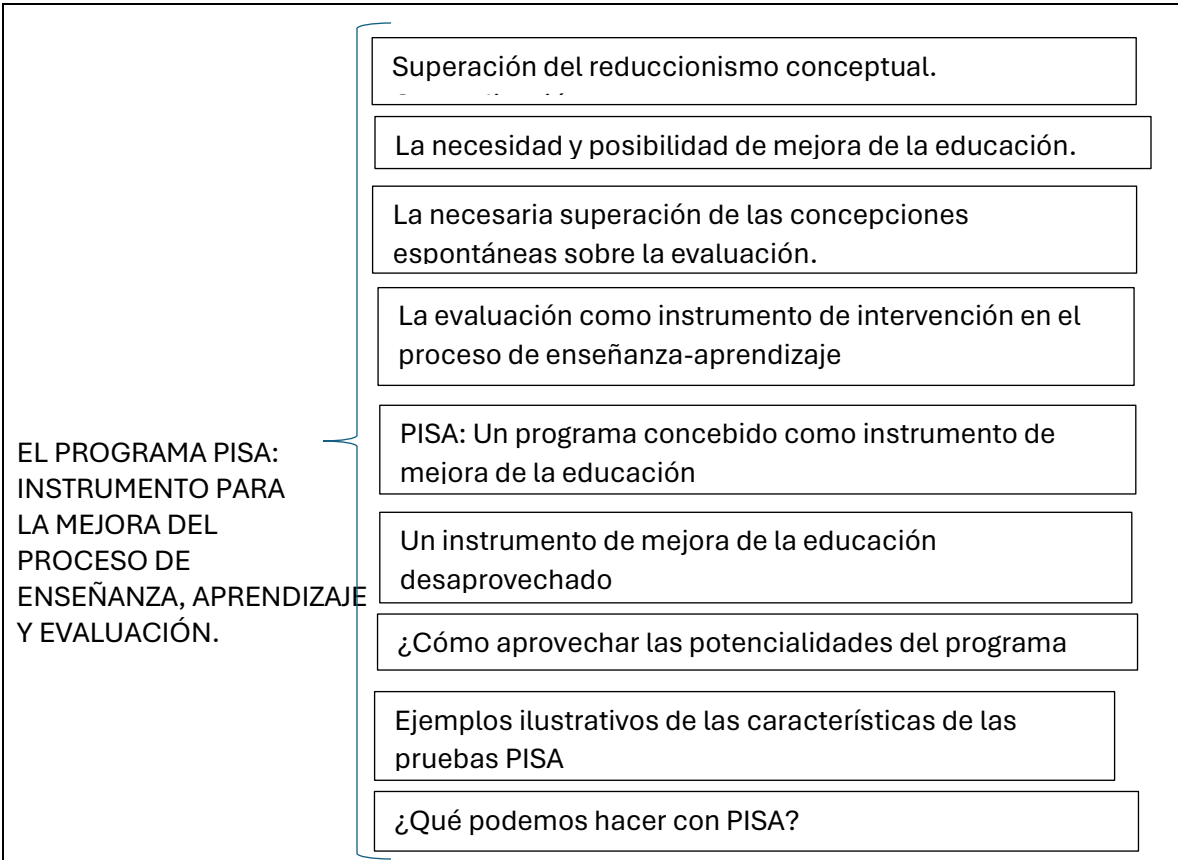 Superación del reduccionismo conceptual.
La necesidad y posibilidad de mejora de la educación.
La necesaria superación de las concepciones
espontáneas sobre la evaluación.
La evaluación como instrumento de intervención en el
proceso de enseñanza-aprendizaje
EL PROGRAMA PISA:
INSTRUMENTO PARA
LA MEJORA DEL
PROCESO DE
ENSEÑANZA, APRENDIZAJE
Y EVALUACIÓN.
PISA: Un programa concebido como instrumento de
mejora de la educación
Un instrumento de mejora de la educación
desaprovechado
¿Cómo aprovechar las potencialidades del programa
Ejemplos ilustrativos de las características de las
pruebas PISA
¿Qué podemos hacer con PISA?